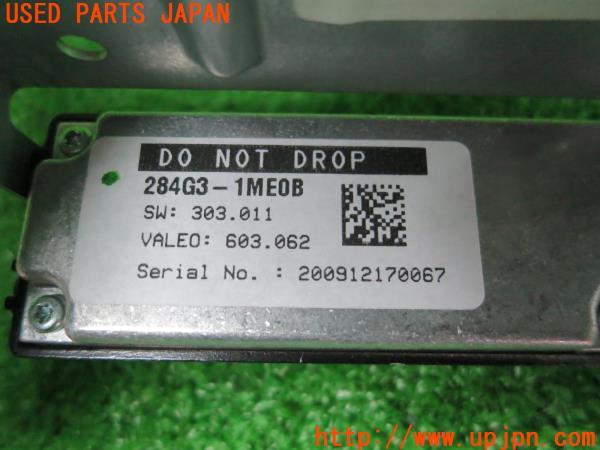 USED PARTS JAPAN
DO NOT DROP
284G3-1ME0B
SW: 303.011
VALEO: 603.062
Serial No. : 200912170067
http://www.upjpn.com